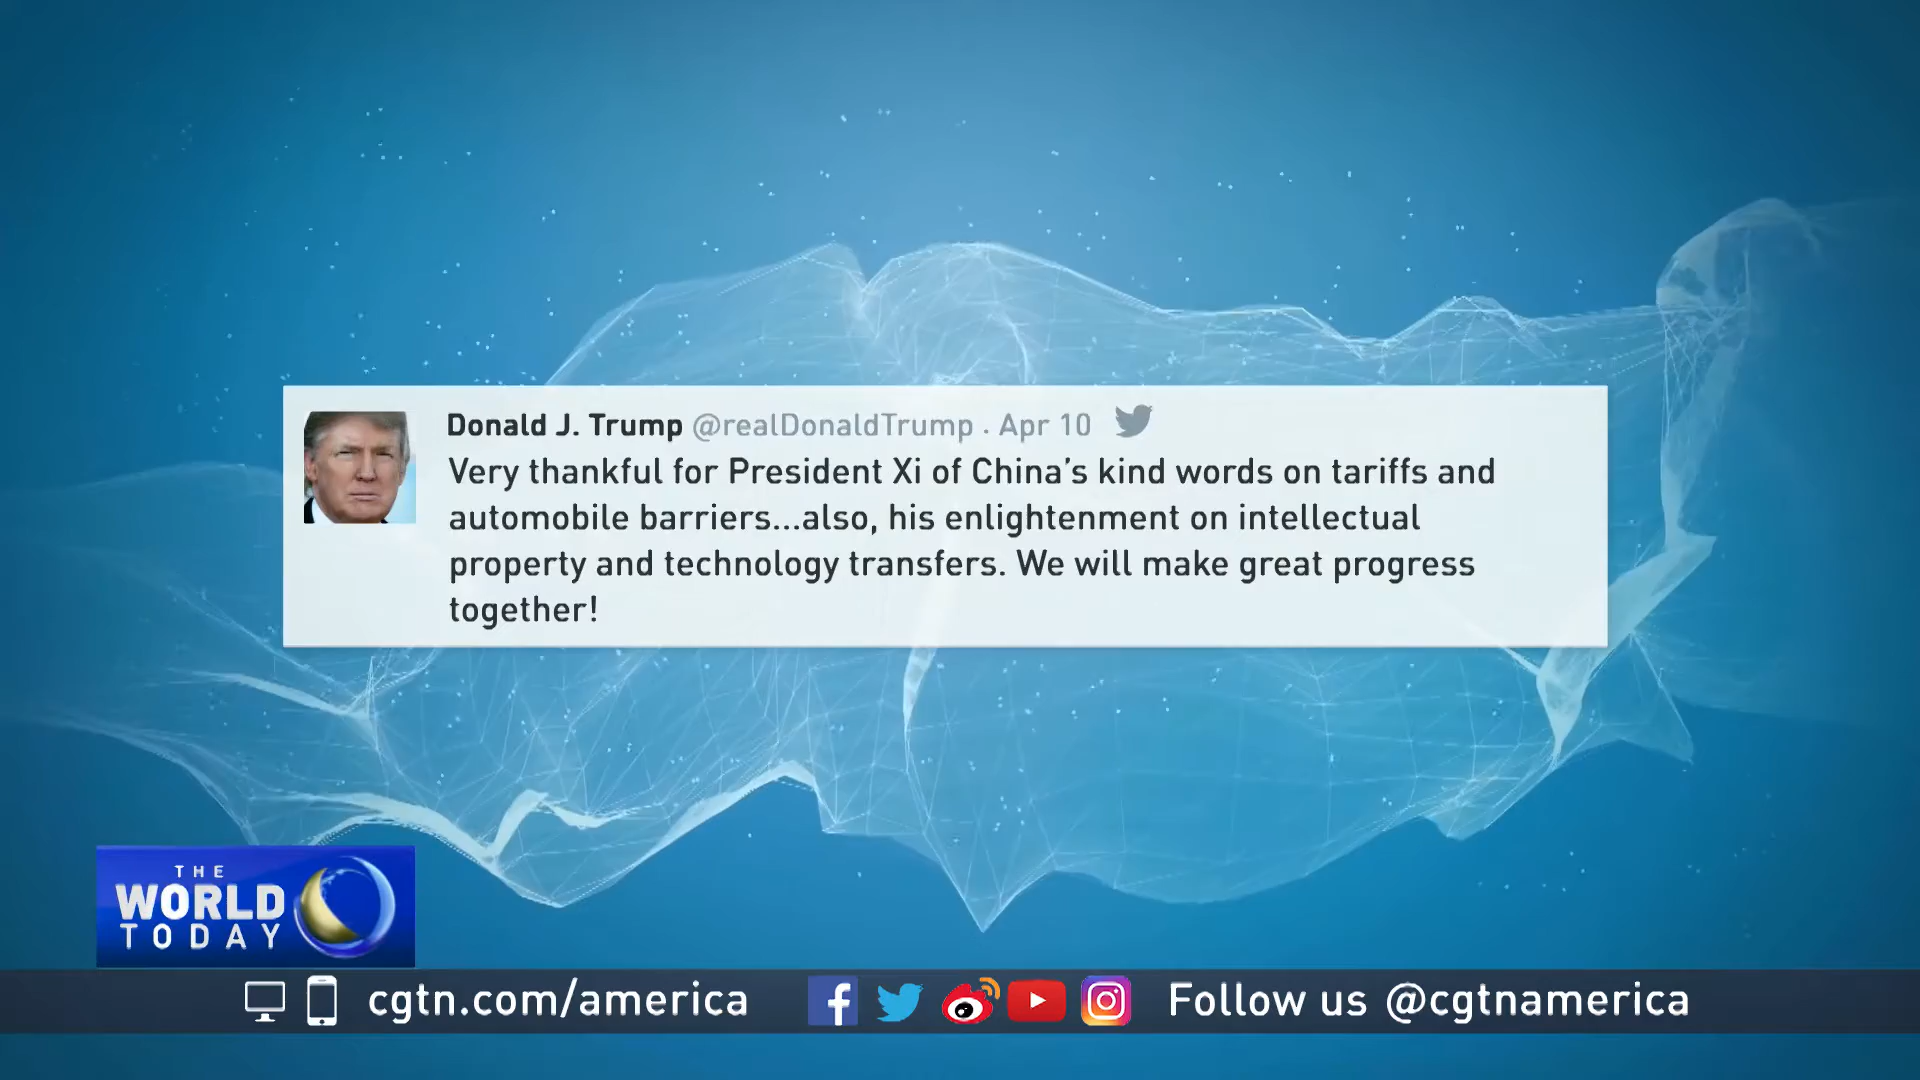 Donald J. Trump @realDonaldTrump . Apr 10
Very thankful for President Xi of China’s kind words on tariffs and
automobile barriers...also, his enlightenment on intellectual
property and technology transfers. We will make great progress
together!
THE
WORLD
TODAY
cgtn.com/america
Follow us @cgtnamerica